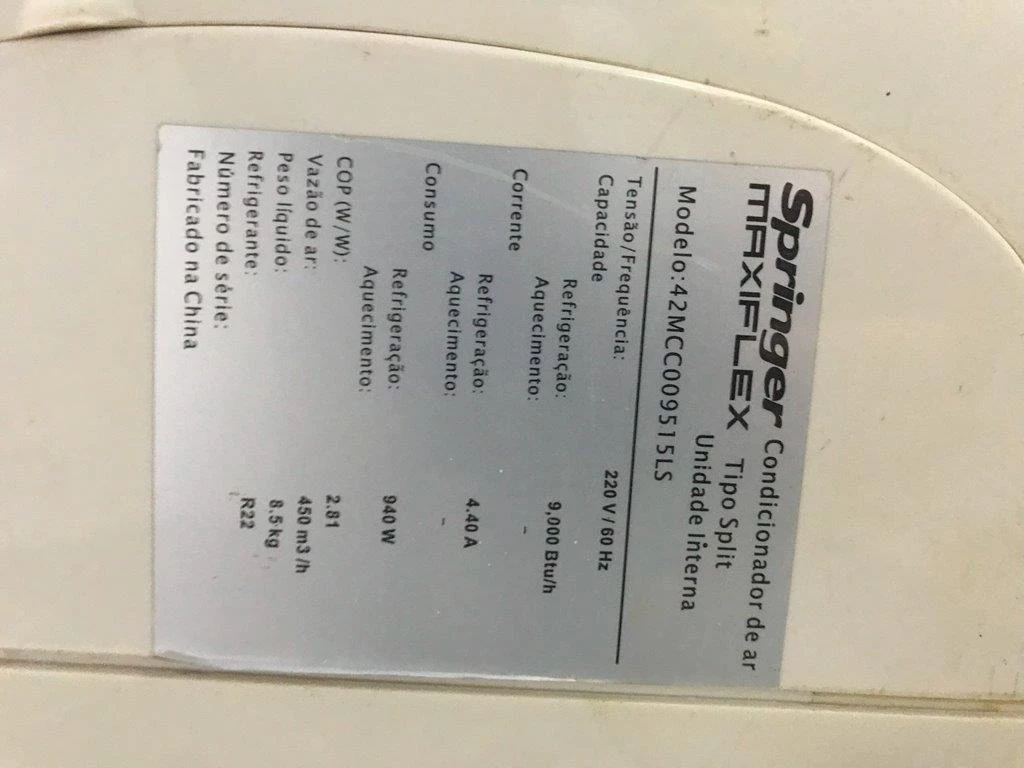 Springer Condicionador de ar
MAXIFLEX Tipo Split
Unidade Interna
Modelo:42MCC009515LS
Tensão/Frequência: 220 V / 60 Hz
Capacidade
Refrigeração: 9,000 Btu/h
Aquecimento: -
Corrente
Refrigeração: 4.40 A
Aquecimento: -
Consumo
Refrigeração: 940 W
Aquecimento:
COP (W/W): 2.81
Vazão de ar: 450 m3 /h
Peso líquido: 8.5 kg
Refrigerante: R22
Número de série:
Fabricado na China